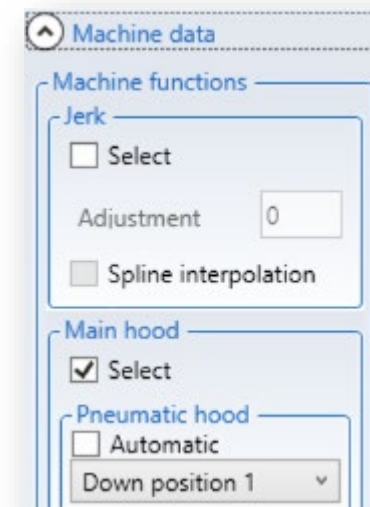 Machine data
Machine functions
Jerk
Select
Adjustment 0
Spline interpolation
Main hood
Select
Pneumatic hood
Automatic
Down position 1